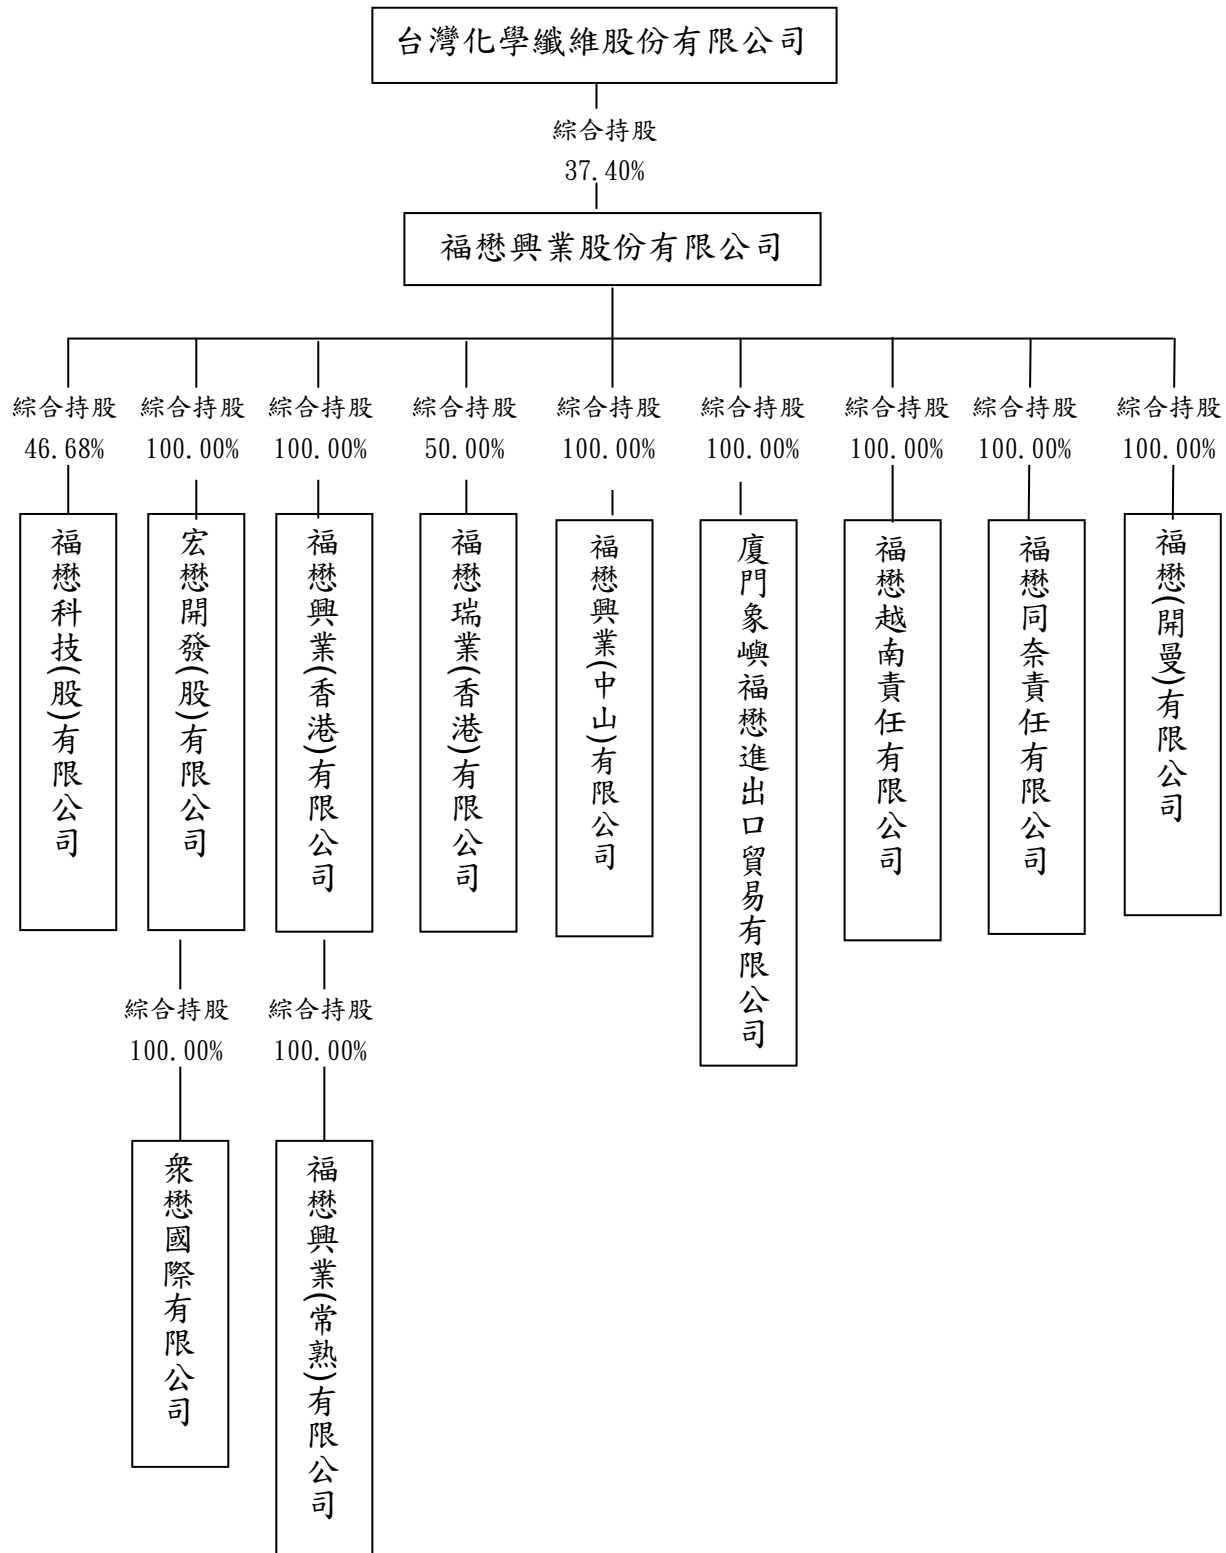 台灣化學纖維股份有限公司
綜合持股
37.40%
福懋興業股份有限公司
綜合持股
46.68%
福懋科技(股)有限公司
綜合持股
100.00%
宏懋開發(股)有限公司
綜合持股
100.00%
福懋興業(香港)有限公司
綜合持股
50.00%
福懋瑞業(香港)有限公司
綜合持股
100.00%
福懋興業(中山)有限公司
綜合持股
100.00%
廈門象嶼福懋進出口貿易有限公司
綜合持股
100.00%
福懋越南責任有限公司
綜合持股
100.00%
福懋同奈責任有限公司
綜合持股
100.00%
福懋(開曼)有限公司
綜合持股
100.00%
衆懋國際有限公司
綜合持股
100.00%
福懋興業(常熟)有限公司